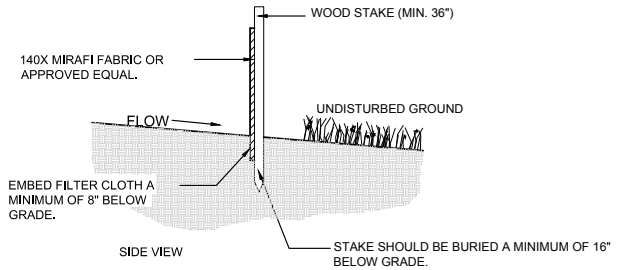 WOOD STAKE (MIN. 36")
140X MIRAFI FABRIC OR
APPROVED EQUAL.
UNDISTURBED GROUND
FLOW
EMBED FILTER CLOTH A
MINIMUM OF 8" BELOW
GRADE.
SIDE VIEW
STAKE SHOULD BE BURIED A MINIMUM OF 16"
BELOW GRADE.